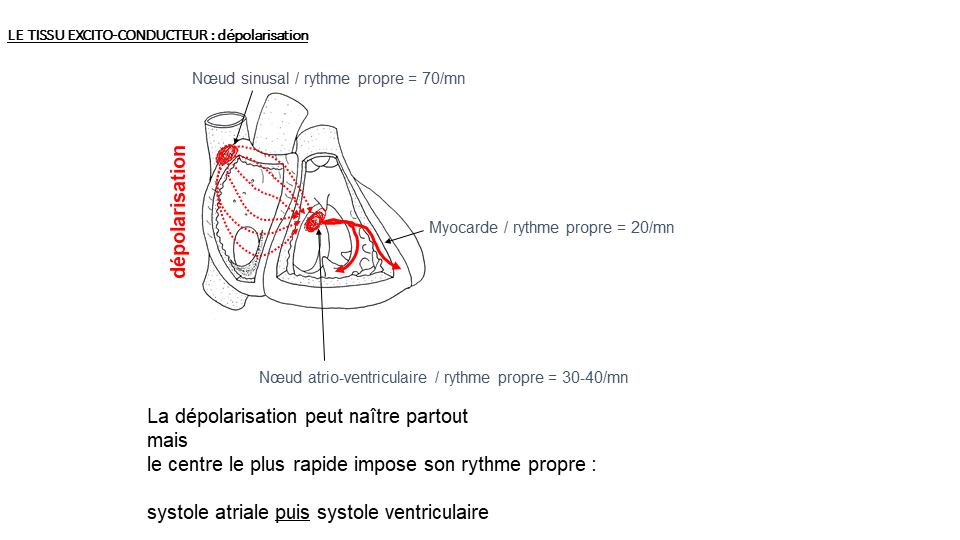 LE TISSU EXCITO-CONDUCTEUR : dépolarisation
Nœud sinusal / rythme propre = 70/mn
dépolarisation
Myocarde / rythme propre = 20/mn
Nœud atrio-ventriculaire / rythme propre = 30-40/mn
La dépolarisation peut naître partout
mais
le centre le plus rapide impose son rythme propre :
systole atriale puis systole ventriculaire